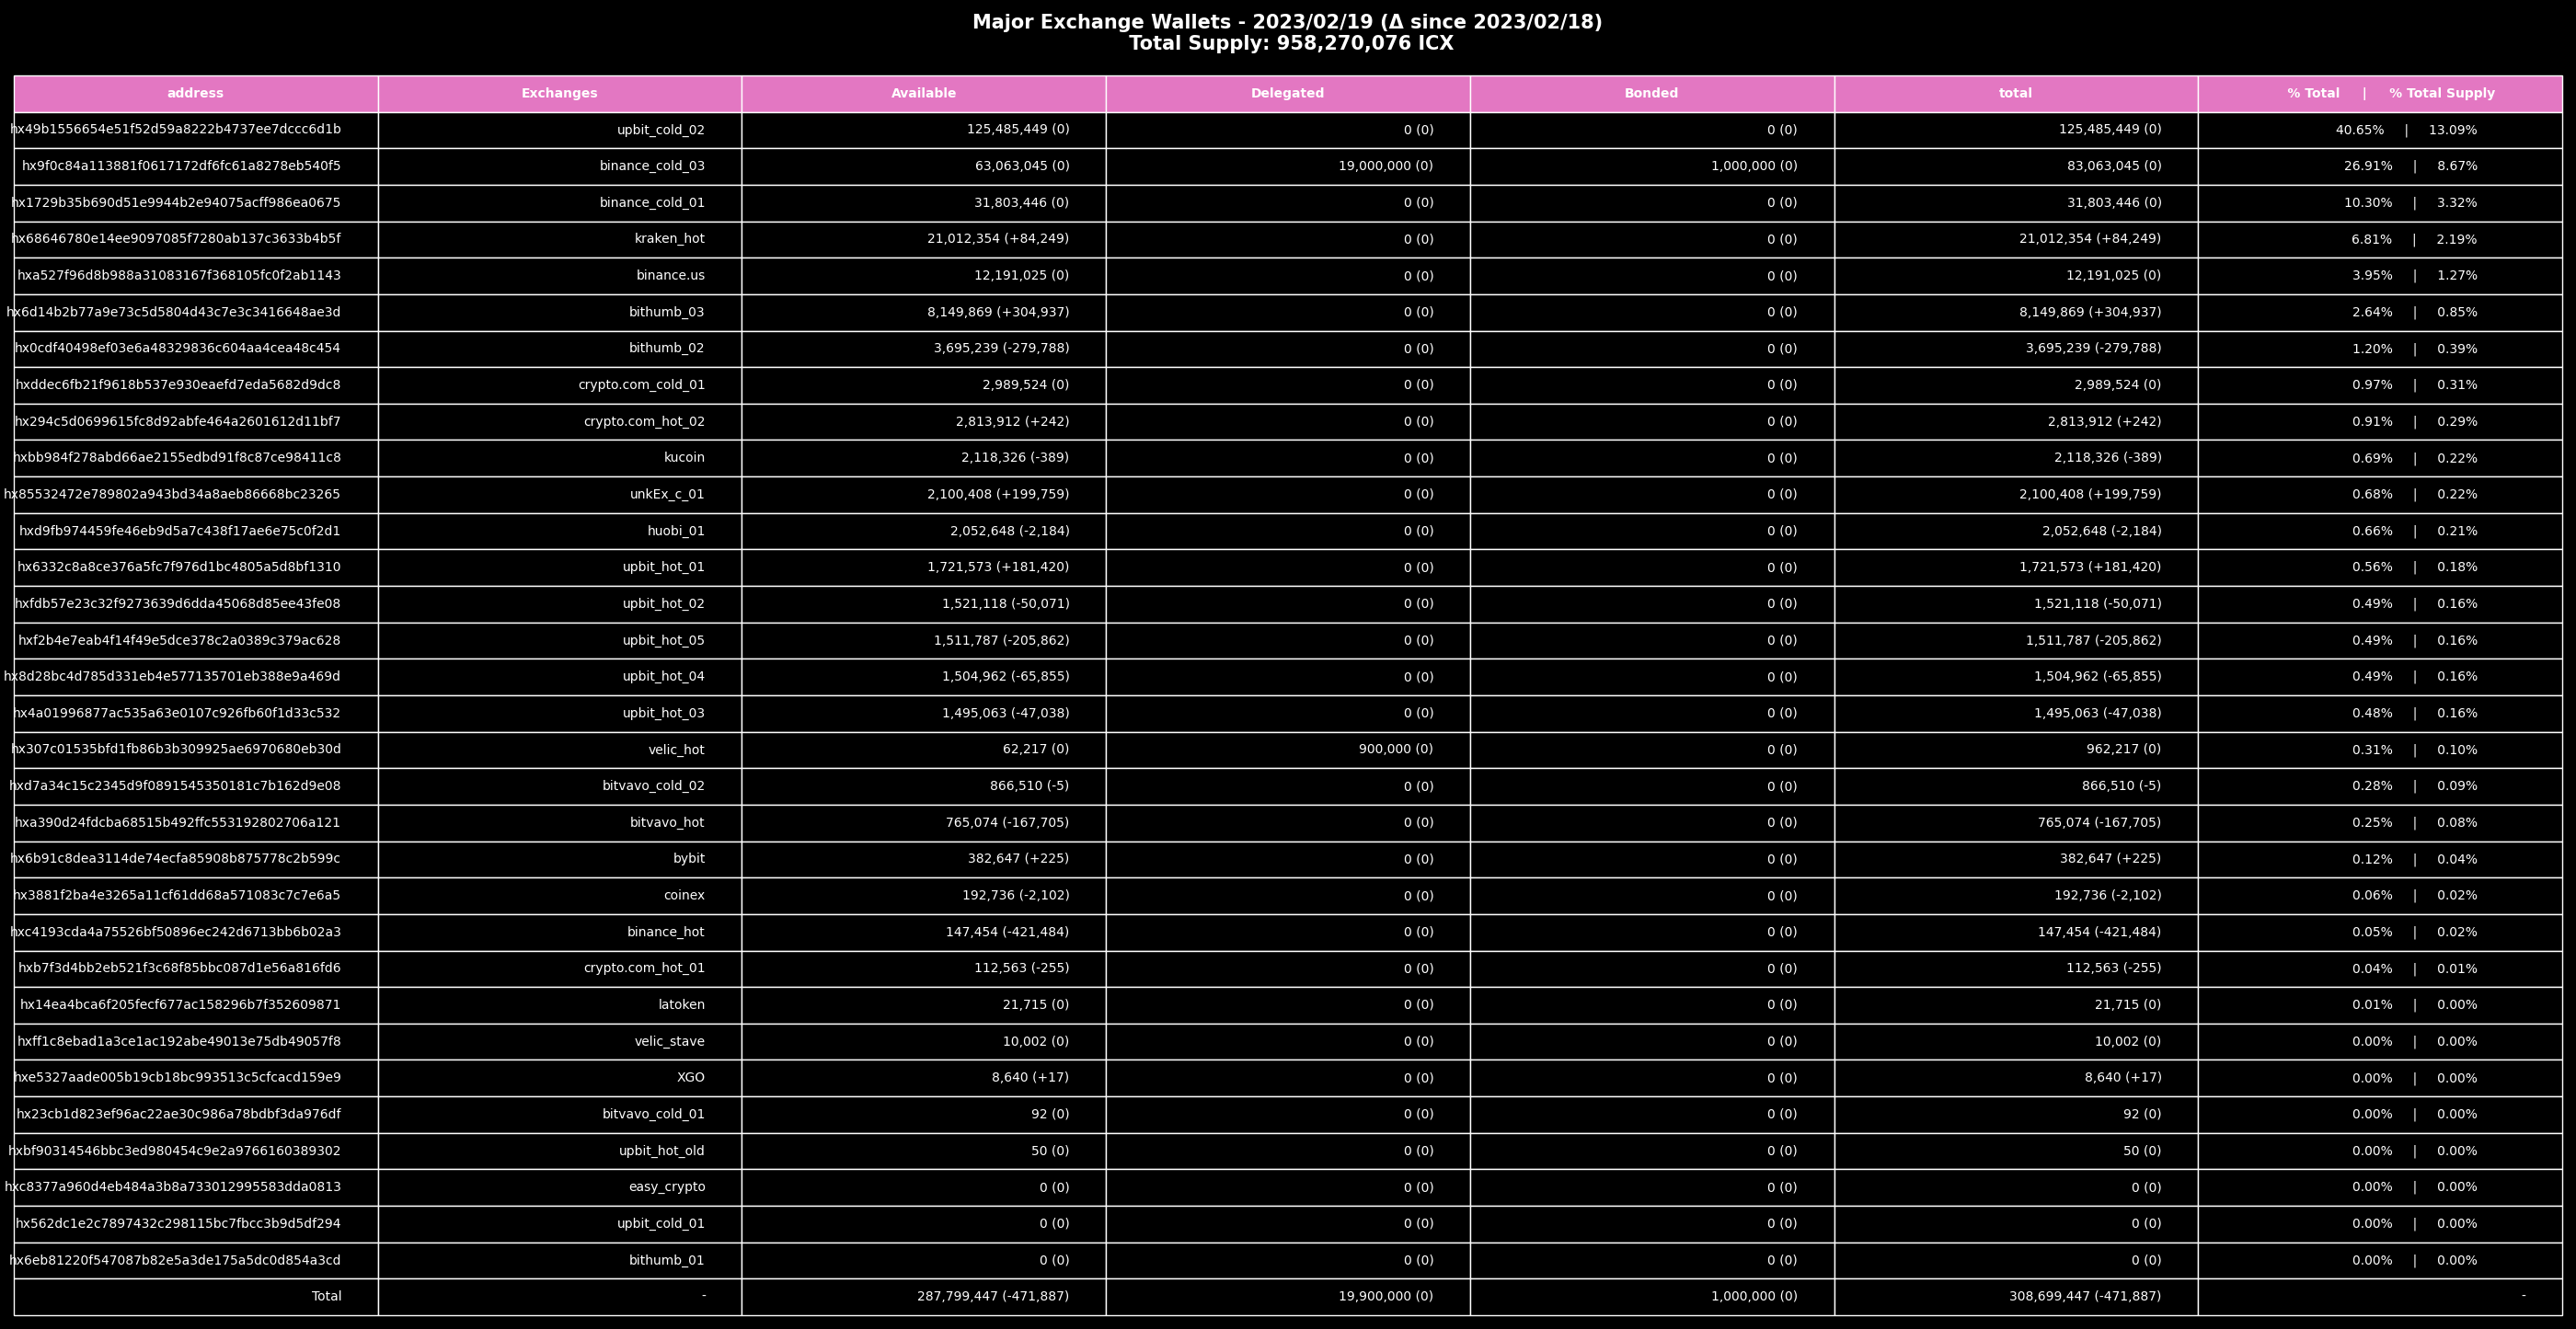 Major Exchange Wallets - 2023/02/19 (Δ since 2023/02/18)
Total Supply: 958,270,076 ICX
address Exchanges Available Delegated Bonded total % Total | % Total Supply
hx49b1556654e51f52d59a8222b4737ee7dccc6d1b upbit_cold_02 125,485,449 (0) 0 (0) 0 (0) 125,485,449 (0) 40.65% | 13.09%
hx9f0c84a113881f0617172df6fc61a8278eb540f5 binance_cold_03 63,063,045 (0) 19,000,000 (0) 1,000,000 (0) 83,063,045 (0) 26.91% | 8.67%
hx1729b35b690d51e9944b2e94075acff986ea0675 binance_cold_01 31,803,446 (0) 0 (0) 0 (0) 31,803,446 (0) 10.30% | 3.32%
hx68646780e14ee9097085f7280ab137c3633b4b5f kraken_hot 21,012,354 (+84,249) 0 (0) 0 (0) 21,012,354 (+84,249) 6.81% | 2.19%
hxa527f96d8b988a31083167f368105fc0f2ab1143 binance.us 12,191,025 (0) 0 (0) 0 (0) 12,191,025 (0) 3.95% | 1.27%
hx6d14b2b77a9e73c5d5804d43c7e3c3416648ae3d bithumb_03 8,149,869 (+304,937) 0 (0) 0 (0) 8,149,869 (+304,937) 2.64% | 0.85%
hx0cdf40498ef03e6a48329836c604aa4cea48c454 bithumb_02 3,695,239 (-279,788) 0 (0) 0 (0) 3,695,239 (-279,788) 1.20% | 0.39%
hxddec6fb21f9618b537e930eaefd7eda5682d9dc8 crypto.com_cold_01 2,989,524 (0) 0 (0) 0 (0) 2,989,524 (0) 0.97% | 0.31%
hx294c5d0699615fc8d92abfe464a2601612d11bf7 crypto.com_hot_02 2,813,912 (+242) 0 (0) 0 (0) 2,813,912 (+242) 0.91% | 0.29%
hxbb984f278abd66ae2155edbd91f8c87ce98411c8 kucoin 2,118,326 (-389) 0 (0) 0 (0) 2,118,326 (-389) 0.69% | 0.22%
hx85532472e789802a943bd34a8aeb86668bc23265 unkEx_c_01 2,100,408 (+199,759) 0 (0) 0 (0) 2,100,408 (+199,759) 0.68% | 0.22%
hxd9fb974459fe46eb9d5a7c438f17ae6e75c0f2d1 huobi_01 2,052,648 (-2,184) 0 (0) 0 (0) 2,052,648 (-2,184) 0.66% | 0.21%
hx6332c8a8ce376a5fc7f976d1bc4805a5d8bf1310 upbit_hot_01 1,721,573 (+181,420) 0 (0) 0 (0) 1,721,573 (+181,420) 0.56% | 0.18%
hxfdb57e23c32f9273639d6dda45068d85ee43fe08 upbit_hot_02 1,521,118 (-50,071) 0 (0) 0 (0) 1,521,118 (-50,071) 0.49% | 0.16%
hxf2b4e7eab4f14f49e5dce378c2a0389c379ac628 upbit_hot_05 1,511,787 (-205,862) 0 (0) 0 (0) 1,511,787 (-205,862) 0.49% | 0.16%
hx8d28bc4d785d331eb4e577135701eb388e9a469d upbit_hot_04 1,504,962 (-65,855) 0 (0) 0 (0) 1,504,962 (-65,855) 0.49% | 0.16%
hx4a01996877ac535a63e0107c926fb60f1d33c532 upbit_hot_03 1,495,063 (-47,038) 0 (0) 0 (0) 1,495,063 (-47,038) 0.48% | 0.16%
hx307c01535bfd1fb86b3b309925ae6970680eb30d velic_hot 62,217 (0) 900,000 (0) 0 (0) 962,217 (0) 0.31% | 0.10%
hxd7a34c15c2345d9f0891545350181c7b162d9e08 bitvavo_cold_02 866,510 (-5) 0 (0) 0 (0) 866,510 (-5) 0.28% | 0.09%
hxa390d24fdcba68515b492ffc553192802706a121 bitvavo_hot 765,074 (-167,705) 0 (0) 0 (0) 765,074 (-167,705) 0.25% | 0.08%
hx6b91c8dea3114de74ecfa85908b875778c2b599c bybit 382,647 (+225) 0 (0) 0 (0) 382,647 (+225) 0.12% | 0.04%
hx3881f2ba4e3265a11cf61dd68a571083c7c7e6a5 coinex 192,736 (-2,102) 0 (0) 0 (0) 192,736 (-2,102) 0.06% | 0.02%
hxc4193cda4a75526bf50896ec242d6713bb6b02a3 binance_hot 147,454 (-421,484) 0 (0) 0 (0) 147,454 (-421,484) 0.05% | 0.02%
hxb7f3d4bb2eb521f3c68f85bbc087d1e56a816fd6 crypto.com_hot_01 112,563 (-255) 0 (0) 0 (0) 112,563 (-255) 0.04% | 0.01%
hx14ea4bca6f205fecf677ac158296b7f352609871 latoken 21,715 (0) 0 (0) 0 (0) 21,715 (0) 0.01% | 0.00%
hxff1c8ebad1a3ce1ac192abe49013e75db49057f8 velic_stave 10,002 (0) 0 (0) 0 (0) 10,002 (0) 0.00% | 0.00%
hxe5327aade005b19cb18bc993513c5cfcacd159e9 XGO 8,640 (+17) 0 (0) 0 (0) 8,640 (+17) 0.00% | 0.00%
hx23cb1d823ef96ac22ae30c986a78bdbf3da976df bitvavo_cold_01 92 (0) 0 (0) 0 (0) 92 (0) 0.00% | 0.00%
hxbf90314546bbc3ed980454c9e2a9766160389302 upbit_hot_old 50 (0) 0 (0) 0 (0) 50 (0) 0.00% | 0.00%
hxc8377a960d4eb484a3b8a733012995583dda0813 easy_crypto 0 (0) 0 (0) 0 (0) 0 (0) 0.00% | 0.00%
hx562dc1e2c7897432c298115bc7fbcc3b9d5df294 upbit_cold_01 0 (0) 0 (0) 0 (0) 0 (0) 0.00% | 0.00%
hx6eb81220f547087b82e5a3de175a5dc0d854a3cd bithumb_01 0 (0) 0 (0) 0 (0) 0 (0) 0.00% | 0.00%
Total - 287,799,447 (-471,887) 19,900,000 (0) 1,000,000 (0) 308,699,447 (-471,887) -